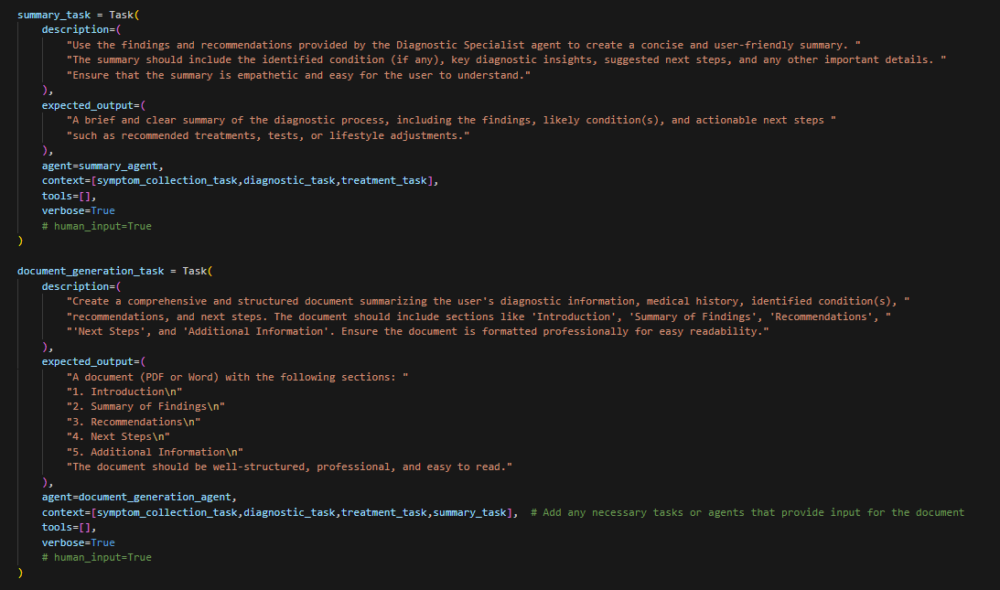 summary_task = Task(
    description=(
        "Use the findings and recommendations provided by the Diagnostic Specialist agent to create a concise and user-friendly summary. "
        "The summary should include the identified condition (if any), key diagnostic insights, suggested next steps, and any other important details. "
        "Ensure that the summary is empathetic and easy for the user to understand."
    ),
    expected_output=(
        "A brief and clear summary of the diagnostic process, including the findings, likely condition(s), and actionable next steps "
        "such as recommended treatments, tests, or lifestyle adjustments."
    ),
    agent=summary_agent,
    context=[symptom_collection_task,diagnostic_task,treatment_task],
    tools=[],
    verbose=True
    # human_input=True
)

document_generation_task = Task(
    description=(
        "Create a comprehensive and structured document summarizing the user's diagnostic information, medical history, identified condition(s), "
        "recommendations, and next steps. The document should include sections like 'Introduction', 'Summary of Findings', 'Recommendations', "
        "'Next Steps', and 'Additional Information'. Ensure the document is formatted professionally for easy readability."
    ),
    expected_output=(
        "A document (PDF or Word) with the following sections: "
        "1. Introduction\n"
        "2. Summary of Findings\n"
        "3. Recommendations\n"
        "4. Next Steps\n"
        "5. Additional Information\n"
        "The document should be well-structured, professional, and easy to read."
    ),
    agent=document_generation_agent,
    context=[symptom_collection_task,diagnostic_task,treatment_task,summary_task],  # Add any necessary tasks or agents that provide input for the document
    tools=[],
    verbose=True
    # human_input=True
)